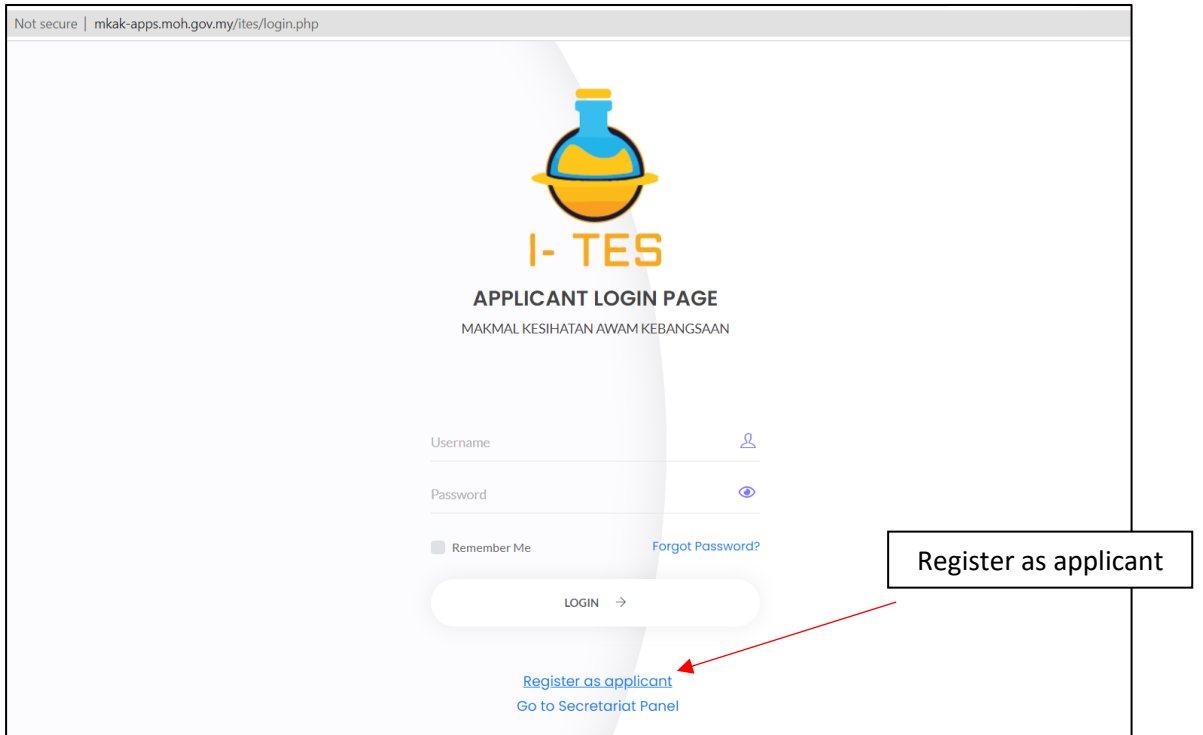 Not secure | mkak-apps.moh.gov.my/ites/login.php
I- TES
APPLICANT LOGIN PAGE
MAKMAL KESIHATAN AWAM KEBANGSAAN
Username
Password
Remember Me Forgot Password?
Register as applicant
LOGIN →
Register as applicant
Go to Secretariat Panel